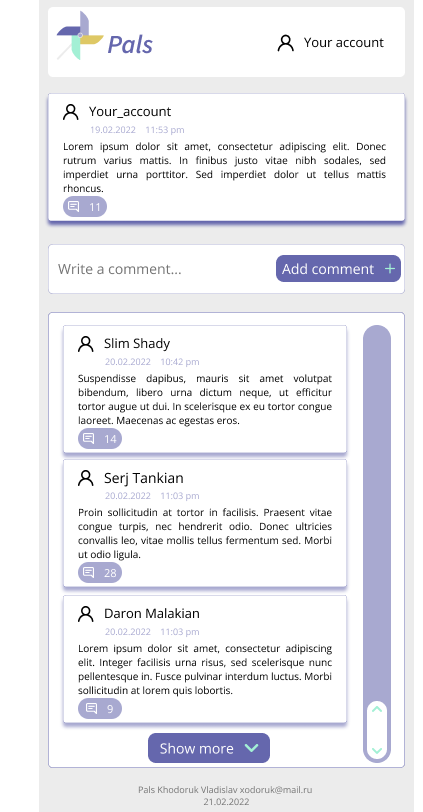 Pals
Your account
Your_account
19.02.2022 11:53 pm
Lorem ipsum dolor sit amet, consectetur adipiscing elit. Donec
rutrum varius mattis. In finibus justo vitae nibh sodales, sed
imperdiet urna porttitor. Sed imperdiet dolor ut tellus mattis
rhoncus.
11
Write a comment...
Add comment +
Slim Shady
20.02.2022 10:42 pm
Suspendisse dapibus, mauris sit amet volutpat
bibendum, libero urna dictum neque, ut efficitur
tortor augue ut dui. In scelerisque ex eu tortor congue
laoreet. Maecenas ac egestas eros.
14
Serj Tankian
20.02.2022 11:03 pm
Proin sollicitudin at tortor in facilisis. Praesent vitae
congue turpis, nec hendrerit odio. Donec ultricies
convallis leo, vitae mollis tellus fermentum sed. Morbi
ut odio ligula.
28
Daron Malakian
20.02.2022 11:03 pm
Lorem ipsum dolor sit amet, consectetur adipiscing
elit. Integer facilisis urna risus, sed scelerisque nunc
pellentesque in. Fusce pulvinar interdum luctus. Morbi
sollicitudin at lorem quis lobortis.
9
Show more
Pals Khodoruk Vladislav xodoruk@mail.ru
21.02.2022